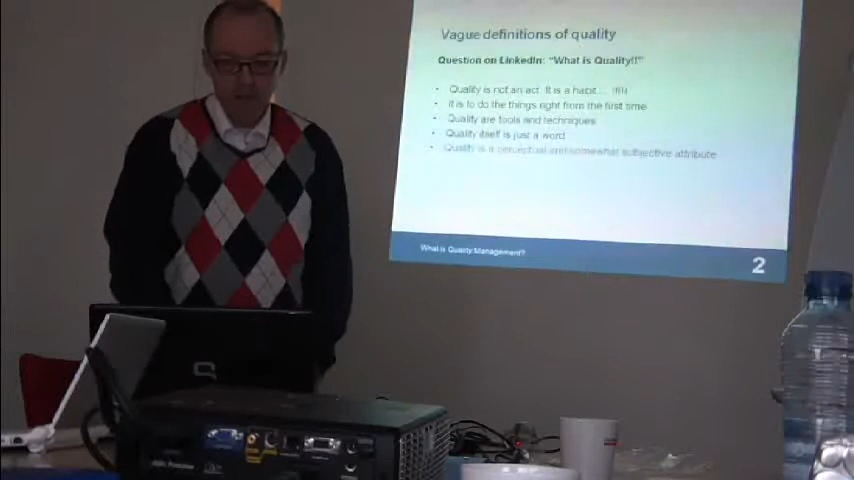 Vague definitions of quality
Question on LinkedIn: "What is Quality!!"
• Quality is not an act. It is a habit... !!!!!
• It is to do the things right from the first time
• Quality are tools and techniques
• Quality itself is just a word
• Quality is a perceptual somewhat subjective attribute
What is Quality Management?
2